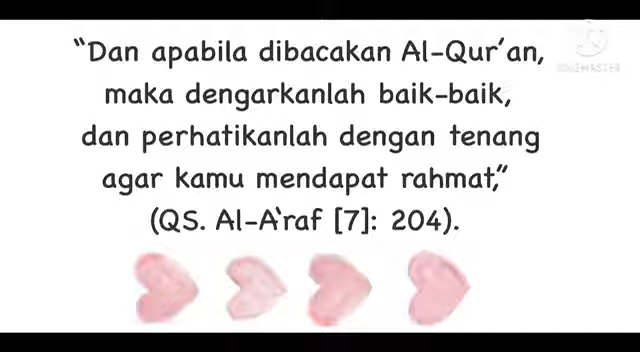 “Dan apabila dibacakan Al-Qur'an,
maka dengarkanlah baik-baik,
dan perhatikanlah dengan tenang
agar kamu mendapat rahmat,”
(QS. Al-A'raf [7]: 204).